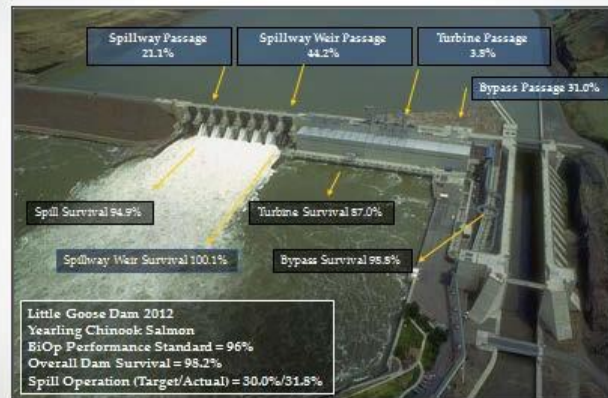 Spillway Passage
21.1%
Spillway Weir Passage
44.2%
Turbine Passage
3.8%
Bypass Passage 31.0%
Spill Survival 94.9%
Turbine Survival 87.0%
Spillway Weir Survival 100.1%
Bypass Survival 98.8%
Little Goose Dam 2012
Yearling Chinook Salmon
BiOp Performance Standard = 96%
Overall Dam Survival = 98.2%
Spill Operation (Target/Actual) = 30.0%/31.8%